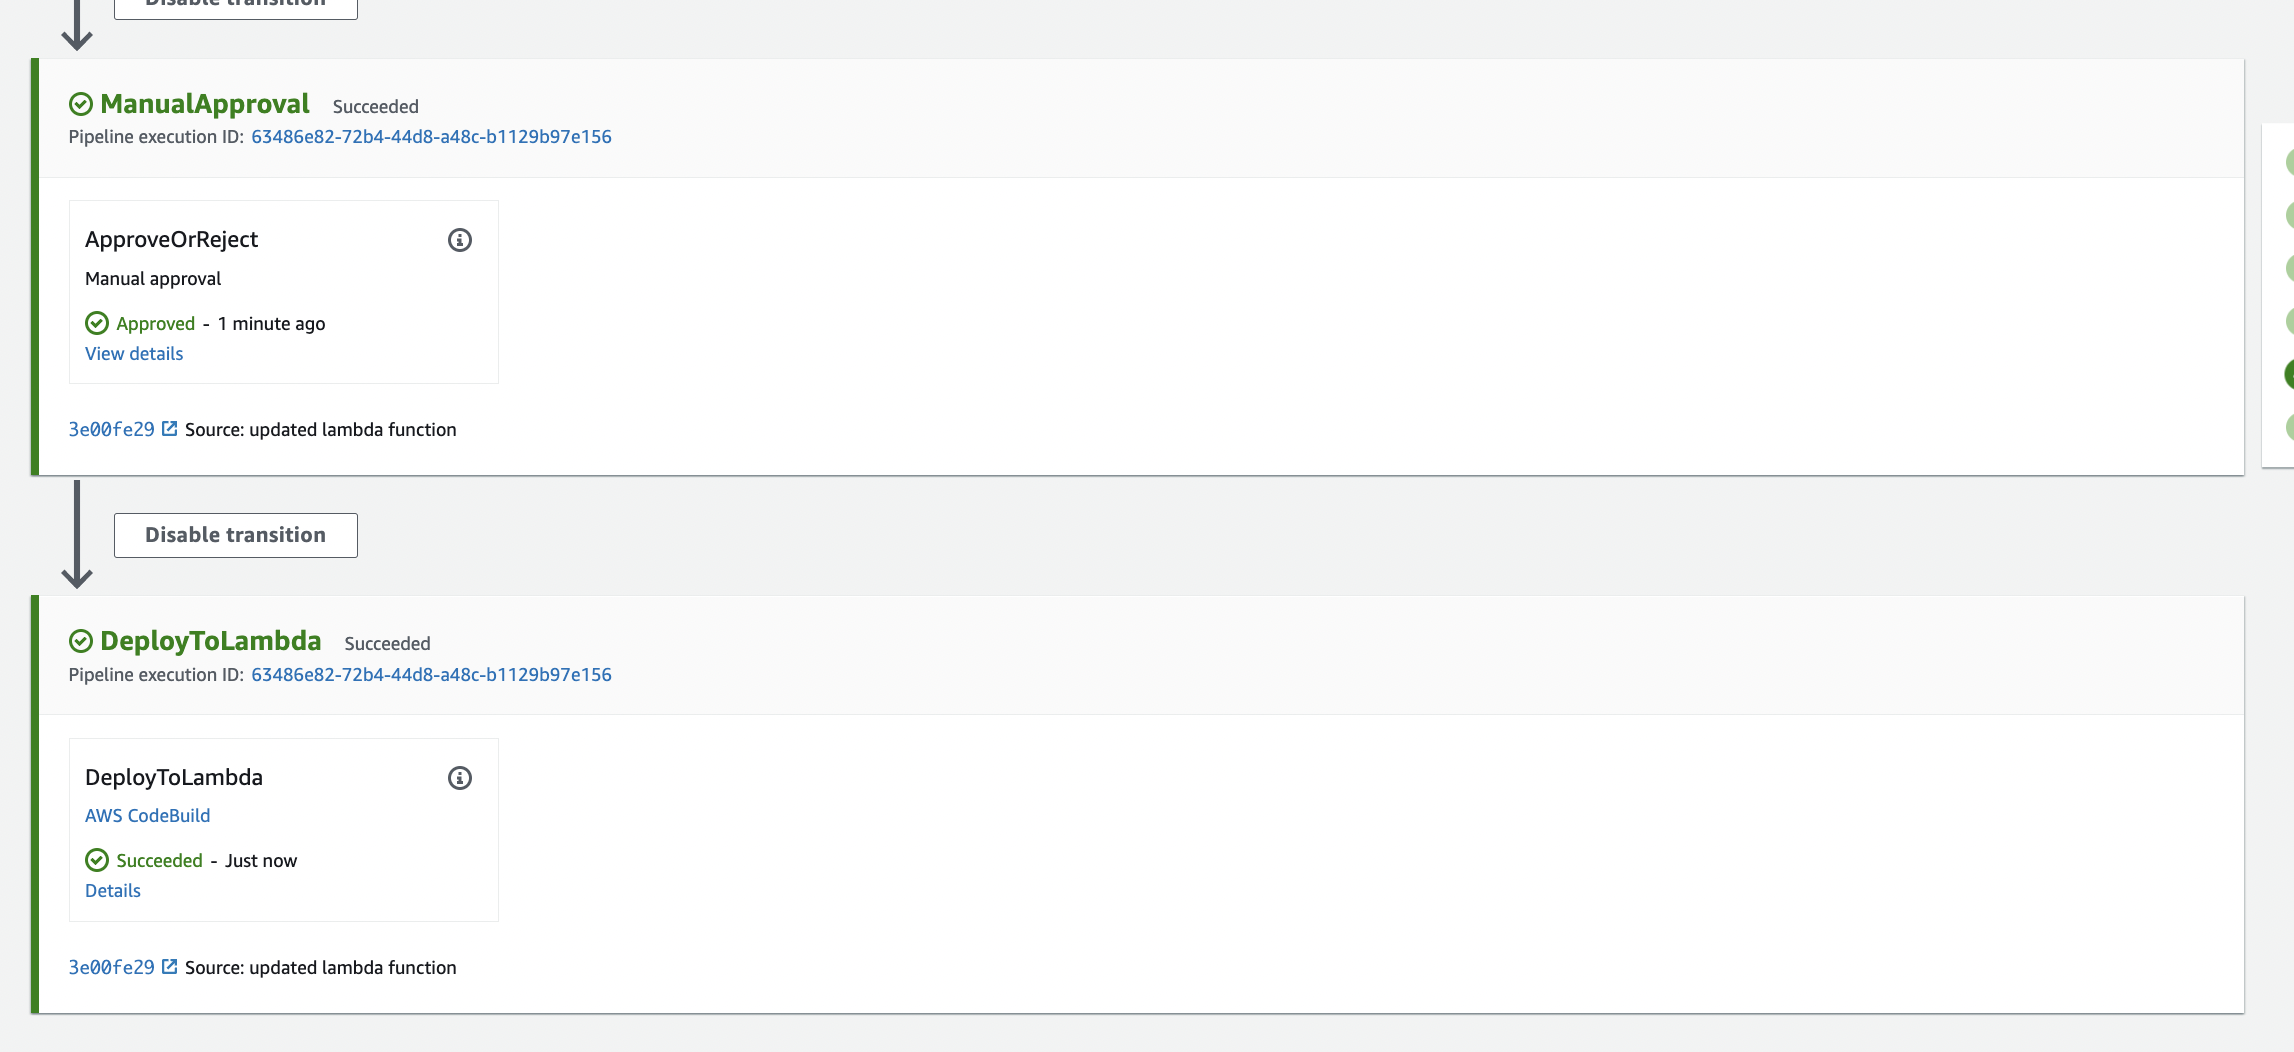 Disable transition
ManualApproval Succeeded
Pipeline execution ID: 63486e82-72b4-44d8-a48c-b1129b97e156
ApproveOrReject
Manual approval
Approved - 1 minute ago
View details
3e00fe29 Source: updated lambda function
Disable transition
DeployToLambda Succeeded
Pipeline execution ID: 63486e82-72b4-44d8-a48c-b1129b97e156
DeployToLambda
AWS CodeBuild
Succeeded - Just now
Details
3e00fe29 Source: updated lambda function